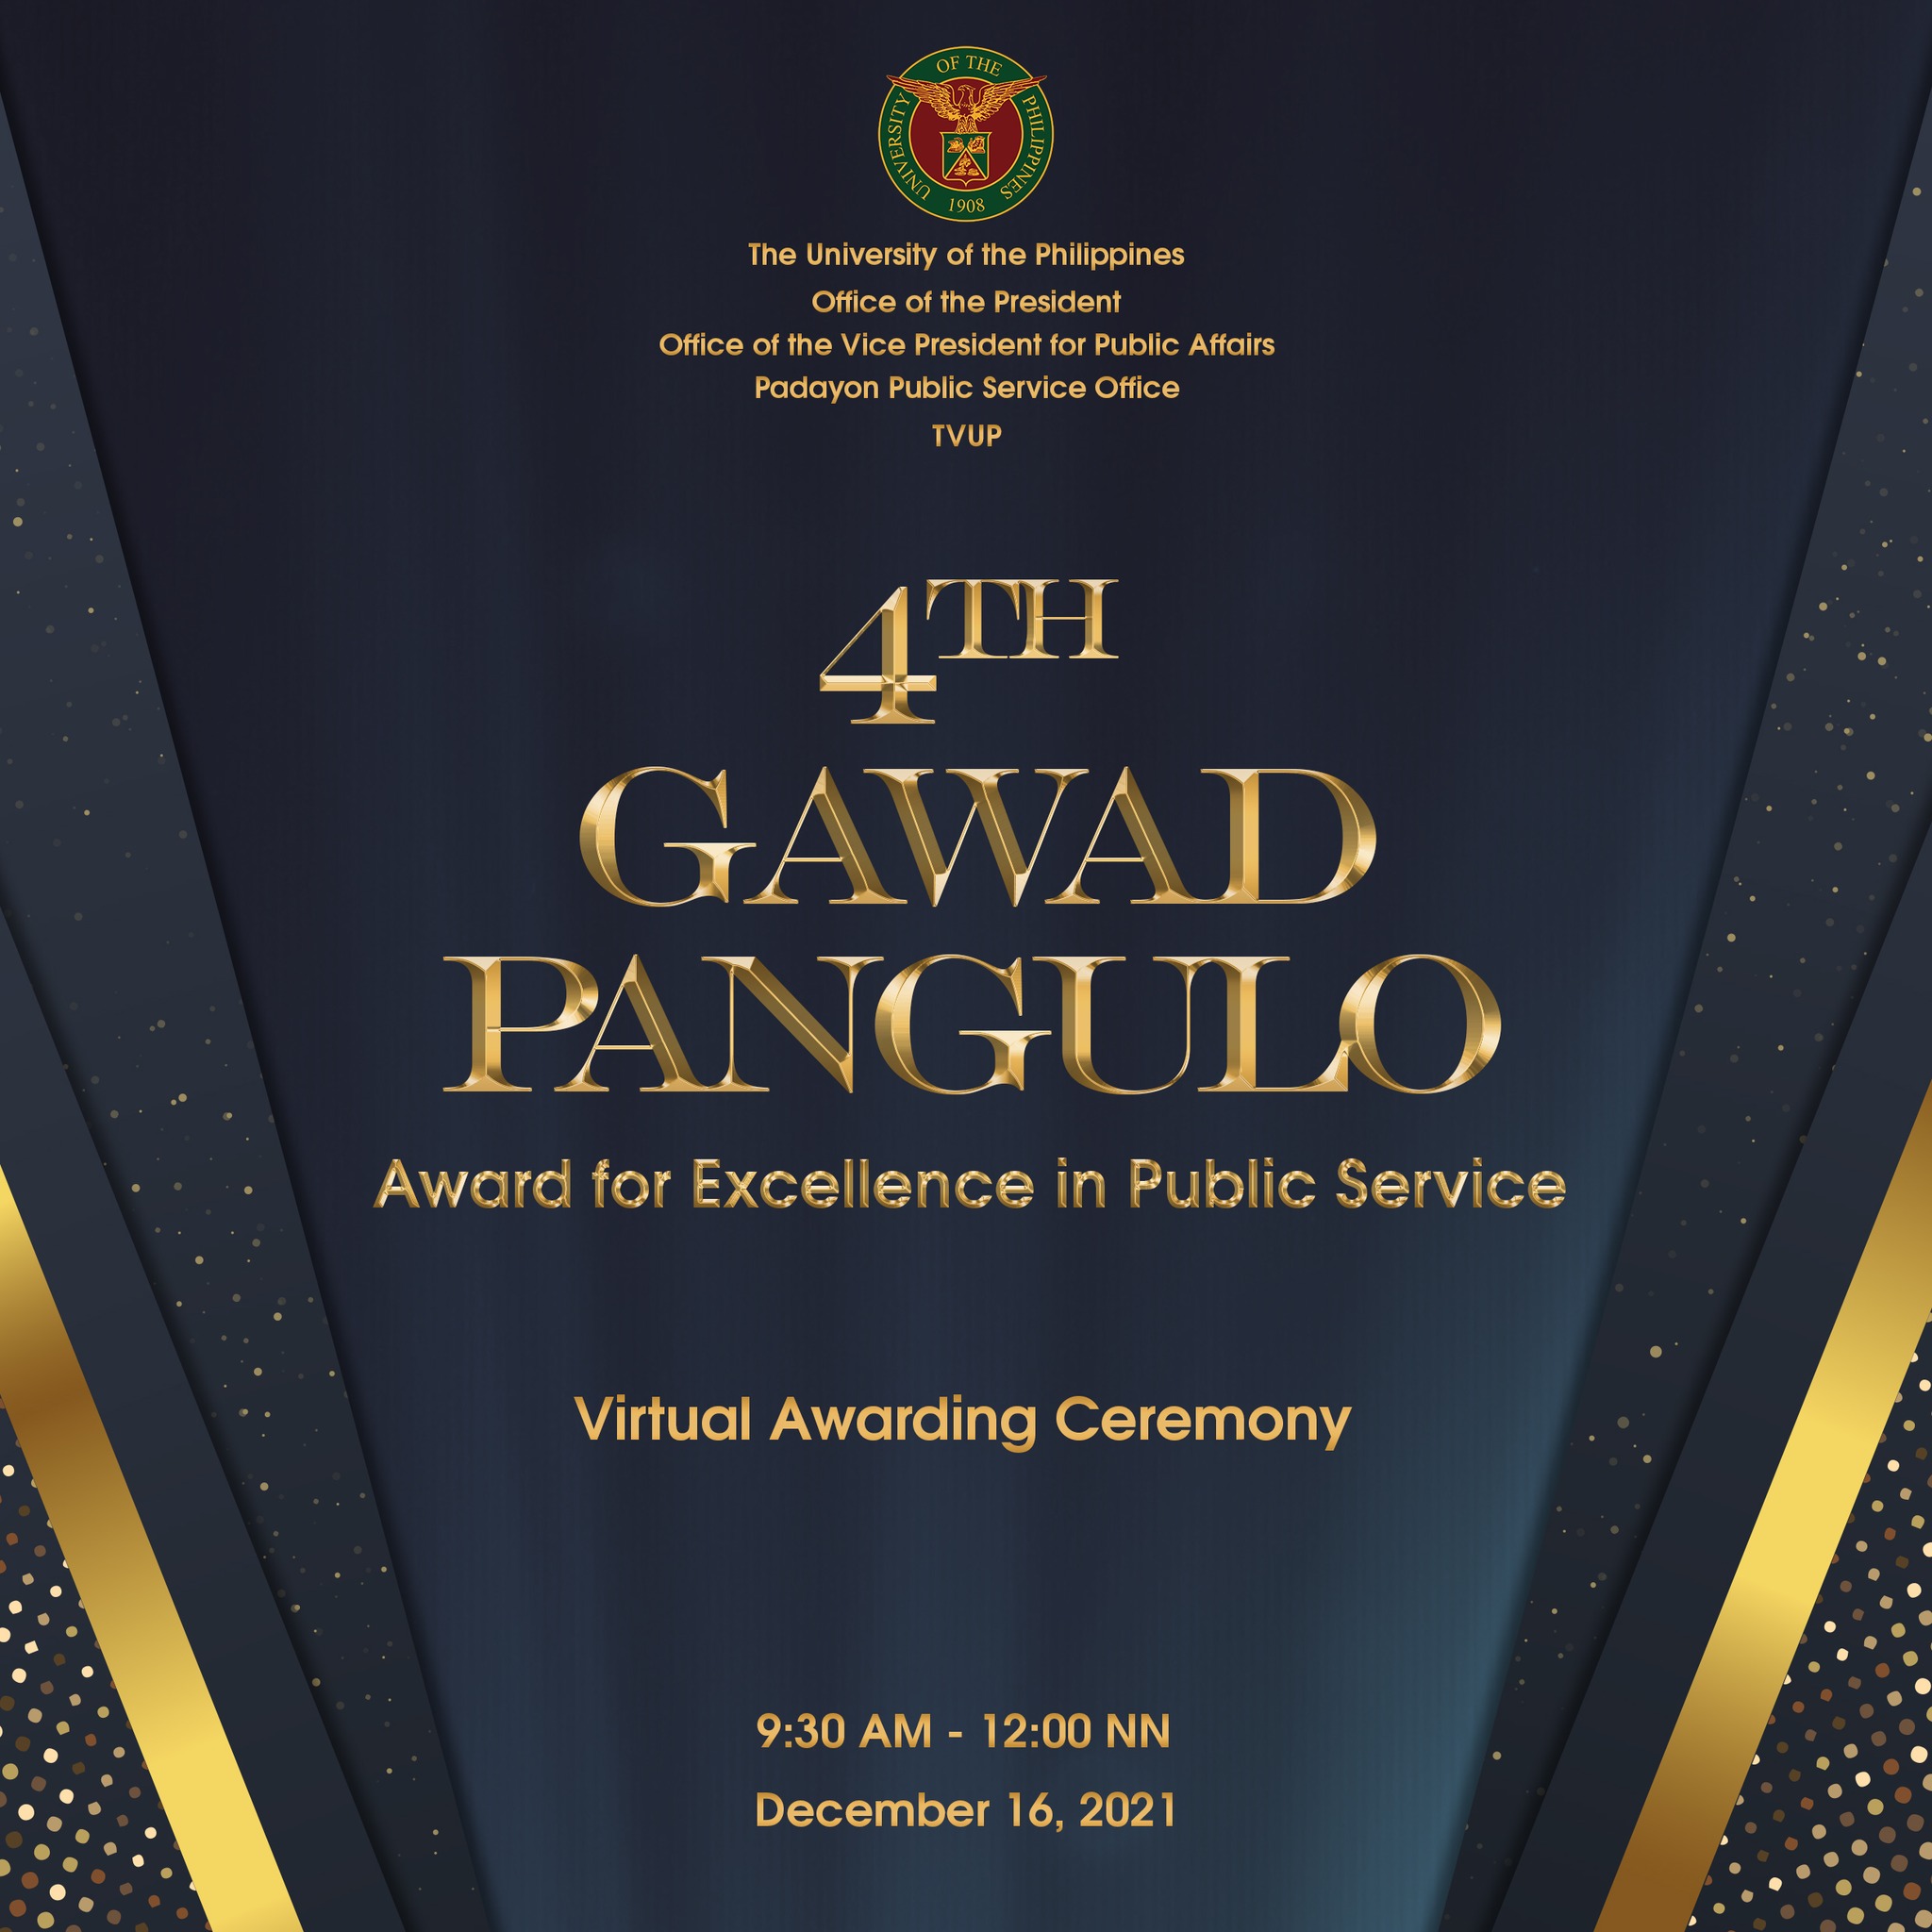 UNIVERSITY OF THE PHILIPPINES
1908
The University of the Philippines
Office of the President
Office of the Vice President for Public Affairs
Padayon Public Service Office
TVUP
4TH
GAWAD
PANGULO
Award for Excellence in Public Service
Virtual Awarding Ceremony
9:30 AM - 12:00 NN
December 16, 2021